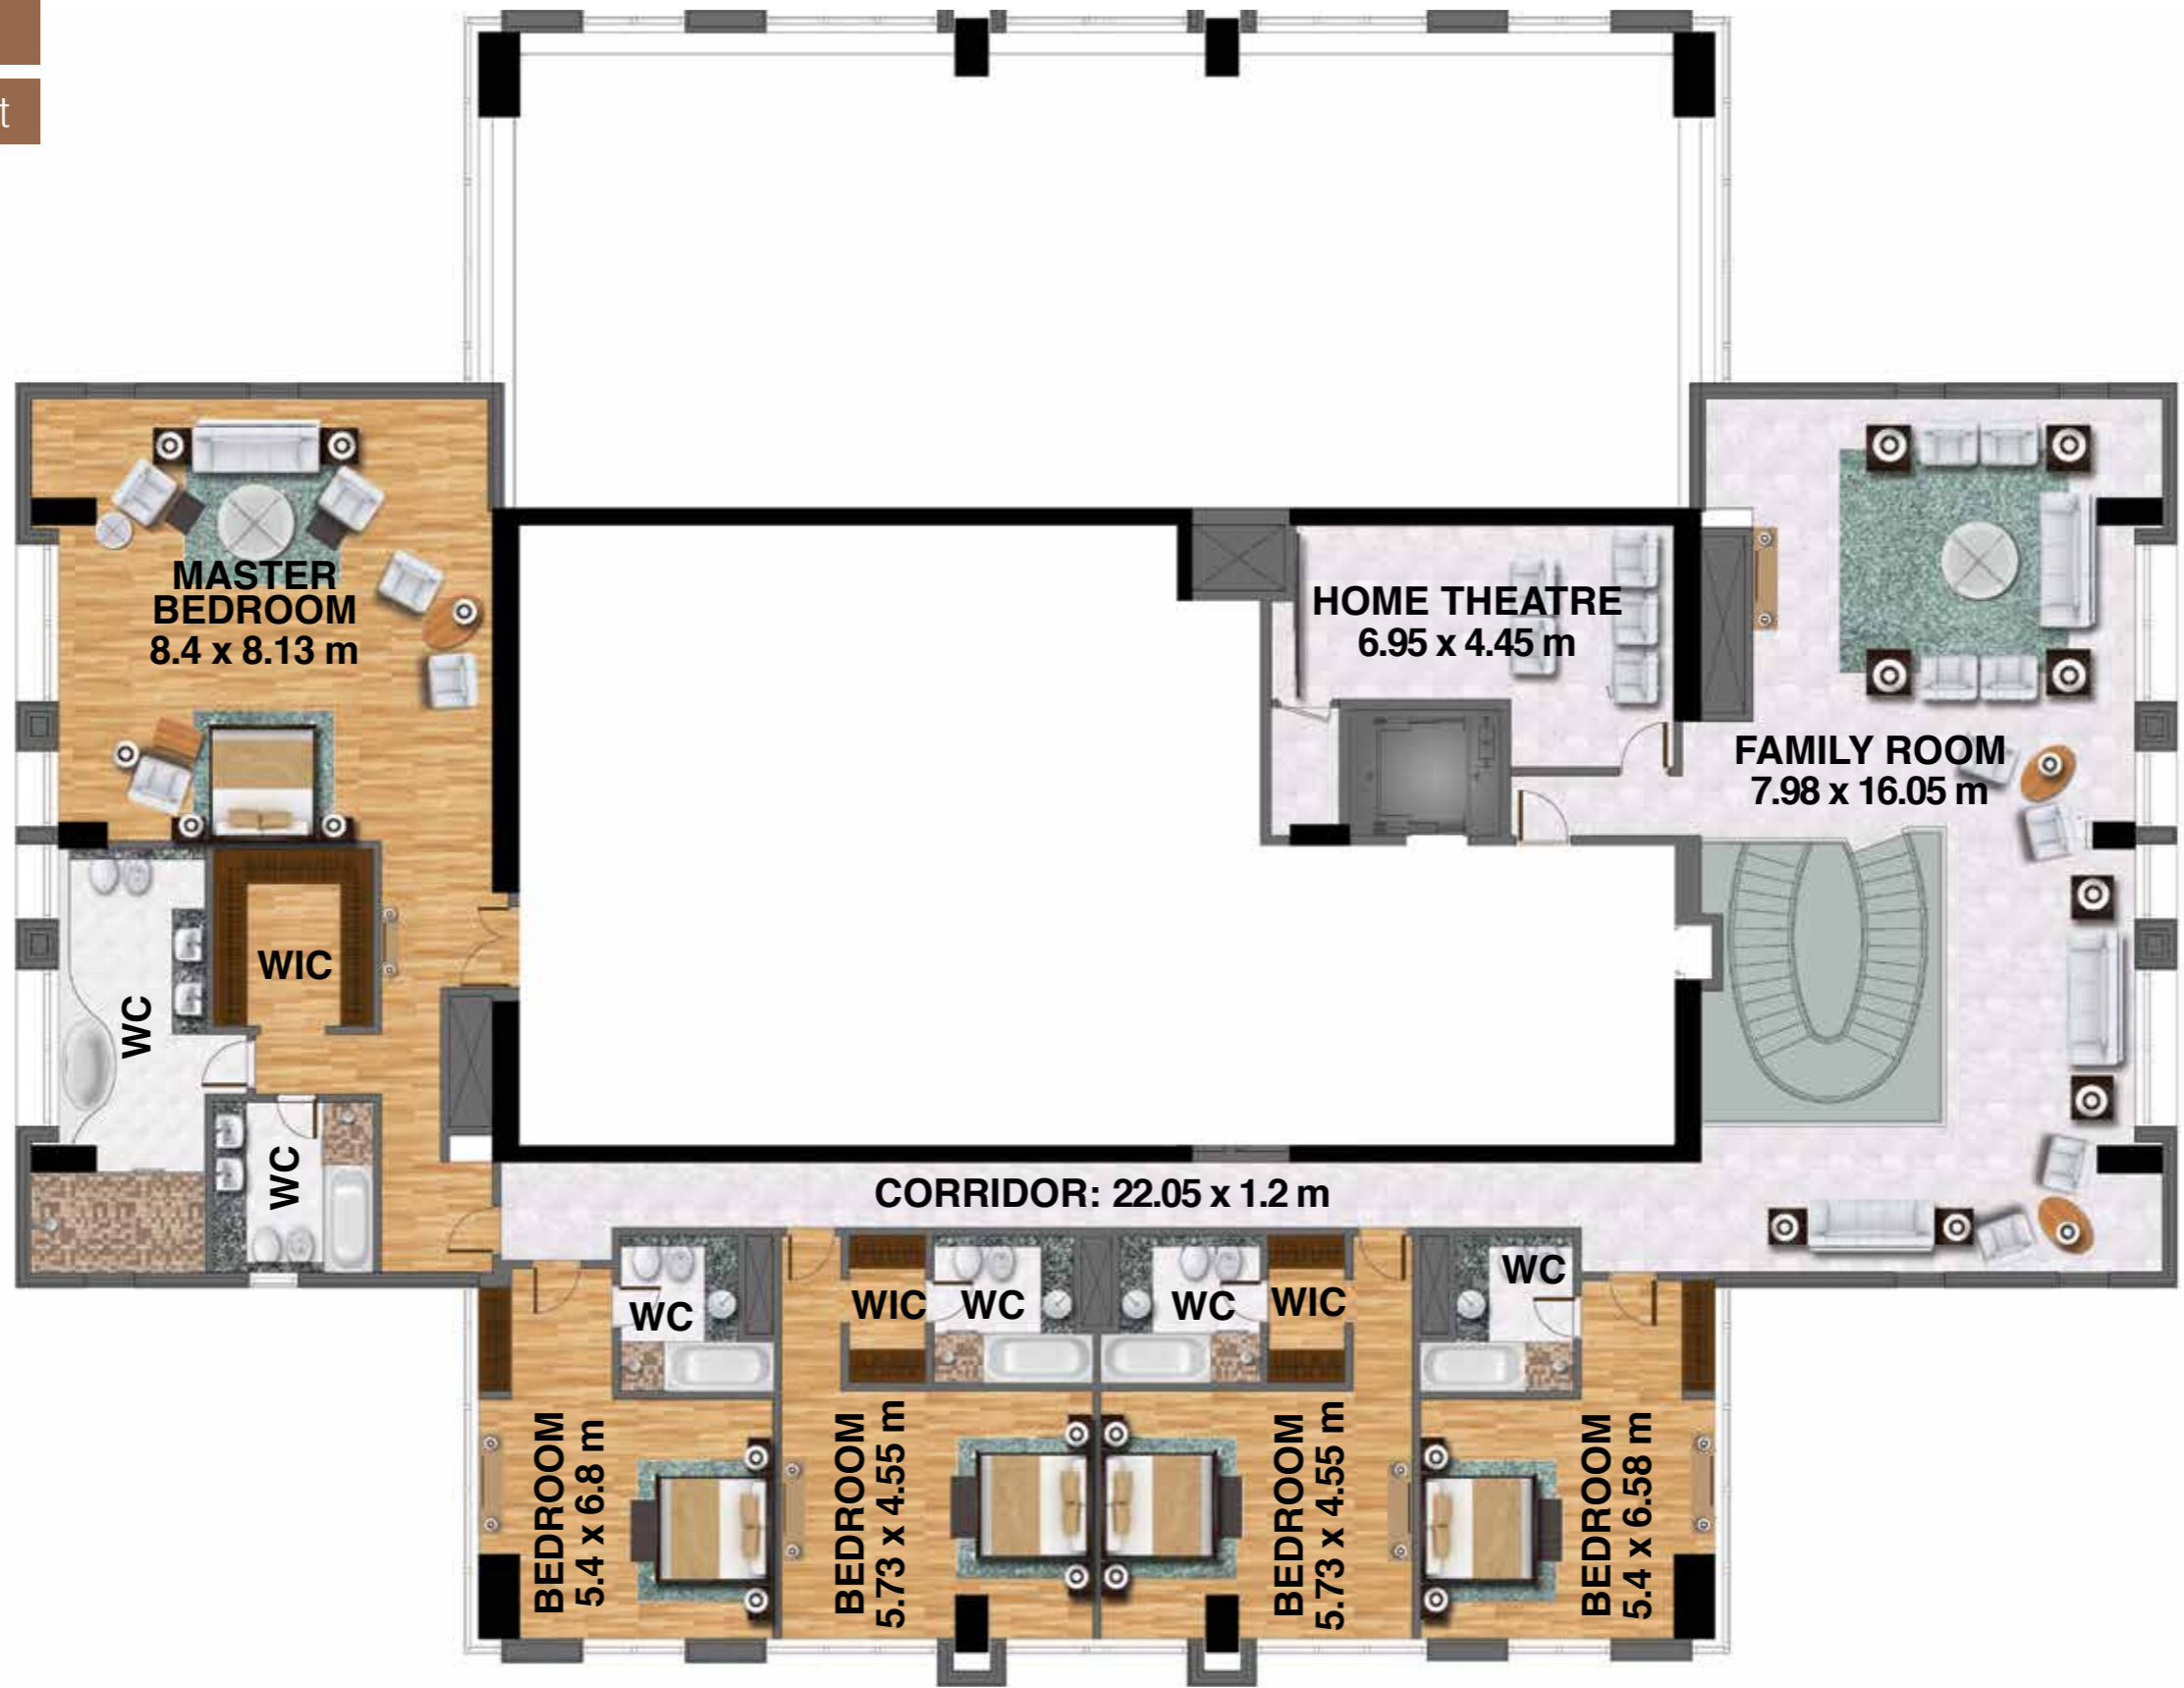 t
MASTER
BEDROOM
8.4 x 8.13 m
HOME THEATRE
6.95 x 4.45 m
FAMILY ROOM
7.98 x 16.05 m
WIC
WC
WC
CORRIDOR: 22.05 x 1.2 m
WC
WIC
WC
WC
WIC
WC
BEDROOM
5.4 x 6.8 m
BEDROOM
5.73 x 4.55 m
BEDROOM
5.73 x 4.55 m
BEDROOM
5.4 x 6.58 m